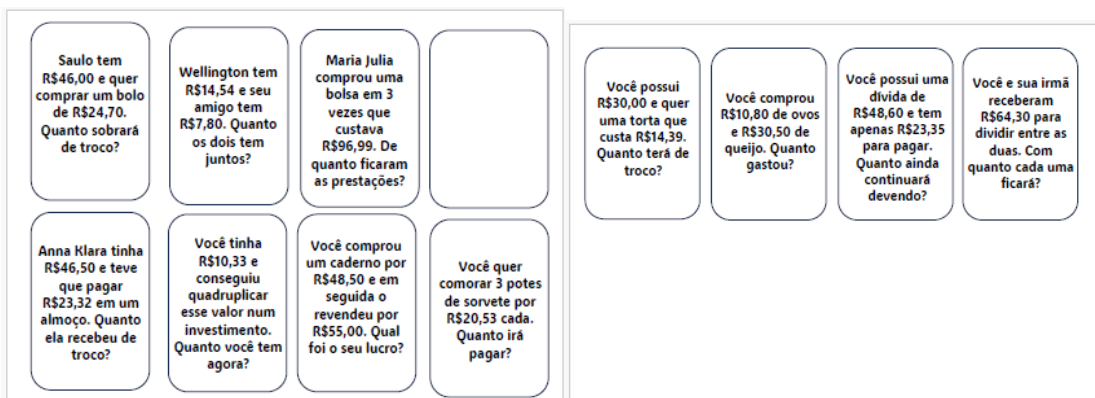 Saulo tem
R$46,00 e quer
comprar um bolo
de R$24,70.
Quanto sobrará
de troco?
Wellington tem
R$14,54 e seu
amigo tem
R$7,80. Quanto
os dois tem
juntos?
Maria Julia
comprou uma
bolsa em 3
vezes que
custava
R$96,99. De
quanto ficaram
as prestações?
Anna Klara tinha
R$46,50 e teve
que pagar
R$23,32 em um
almoço. Quanto
ela recebeu de
troco?
Você tinha
R$10,33 e
conseguiu
quadruplicar
esse valor num
investimento.
Quanto você tem
agora?
Você comprou
um caderno por
R$48,50 e em
seguida o
revendeu por
R$55,00. Qual
foi o seu lucro?
Você quer
comorar 3 potes
de sorvete por
R$20,53 cada.
Quanto irá
pagar?
Você possui
R$30,00 e quer
uma torta que
custa R$14,39.
Quanto terá de
troco?
Você comprou
R$10,80 de ovos
e R$30,50 de
queijo. Quanto
gastou?
Você possui uma
dívida de
R$48,60 e tem
apenas R$23,35
para pagar.
Quanto ainda
continuará
devendo?
Você e sua irmã
receberam
R$64,30 para
dividir entre as
duas. Com
quanto cada uma
ficará?